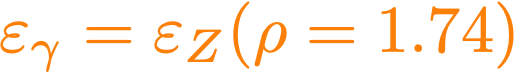 ε_γ = ε_Z(ρ = 1.74)